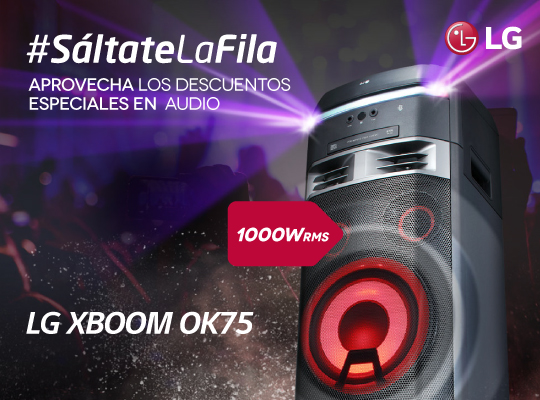 #SáltateLaFila
LG
APROVECHA LOS DESCUENTOS
ESPECIALES EN AUDIO
1000WRMS
LG XBOOM OK75